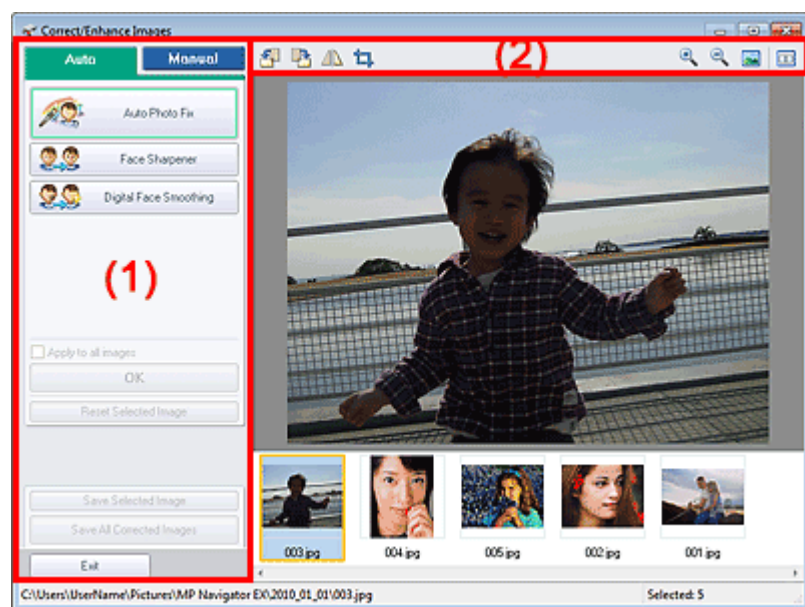 Correct/Enhance Images
Auto Manual
(2)
Auto Photo Fix
Face Sharpener
Digital Face Smoothing
(1)
Apply to all images
OK
Reset Selected Image
Save Selected Image
Save All Corrected Images
Exit
003.jpg 004.jpg 005.jpg 002.jpg 001.jpg
C:\Users\UserName\Pictures\MP Navigator EX\2010_01_01\003.jpg Selected: 5